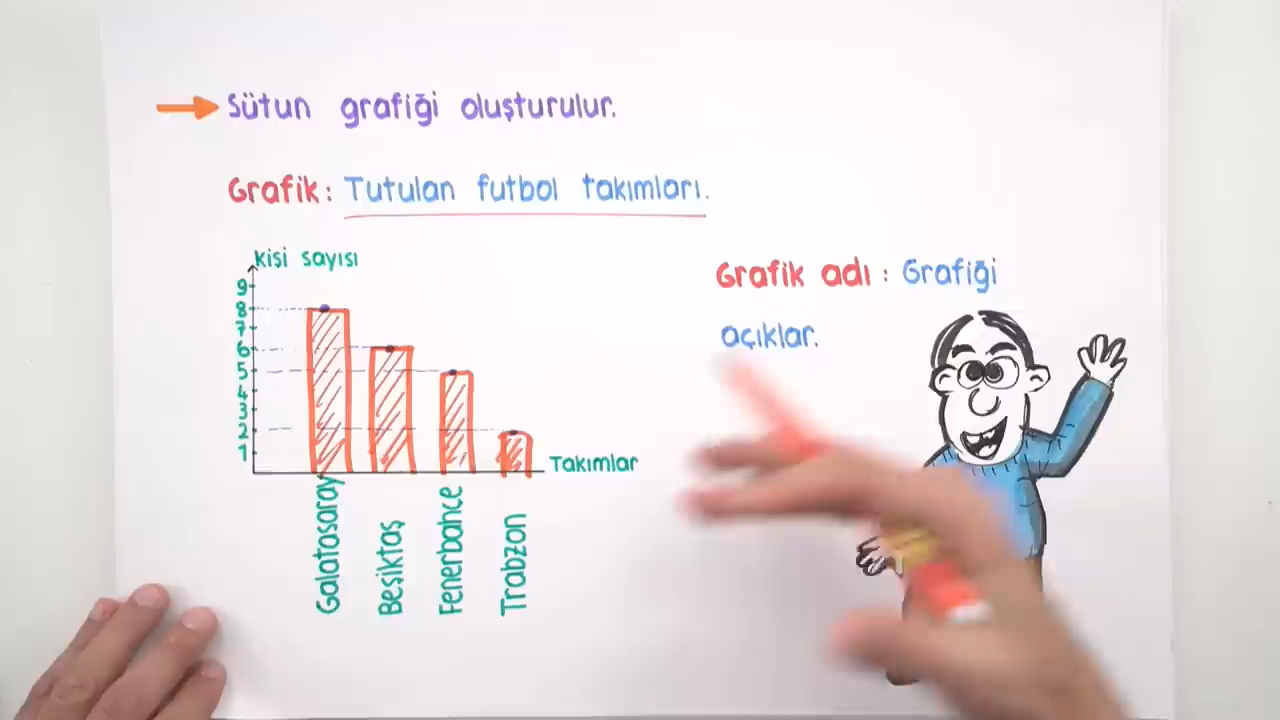 Sütun grafiği oluşturulur.
Grafik: Tutulan futbol takımları.
Kişi sayısı
9
8
7
6
5
4
3
2
1
Takımlar
Galatasaray
Beşiktaş
Fenerbahçe
Trabzon
Grafik adı : Grafiği
açıklar.